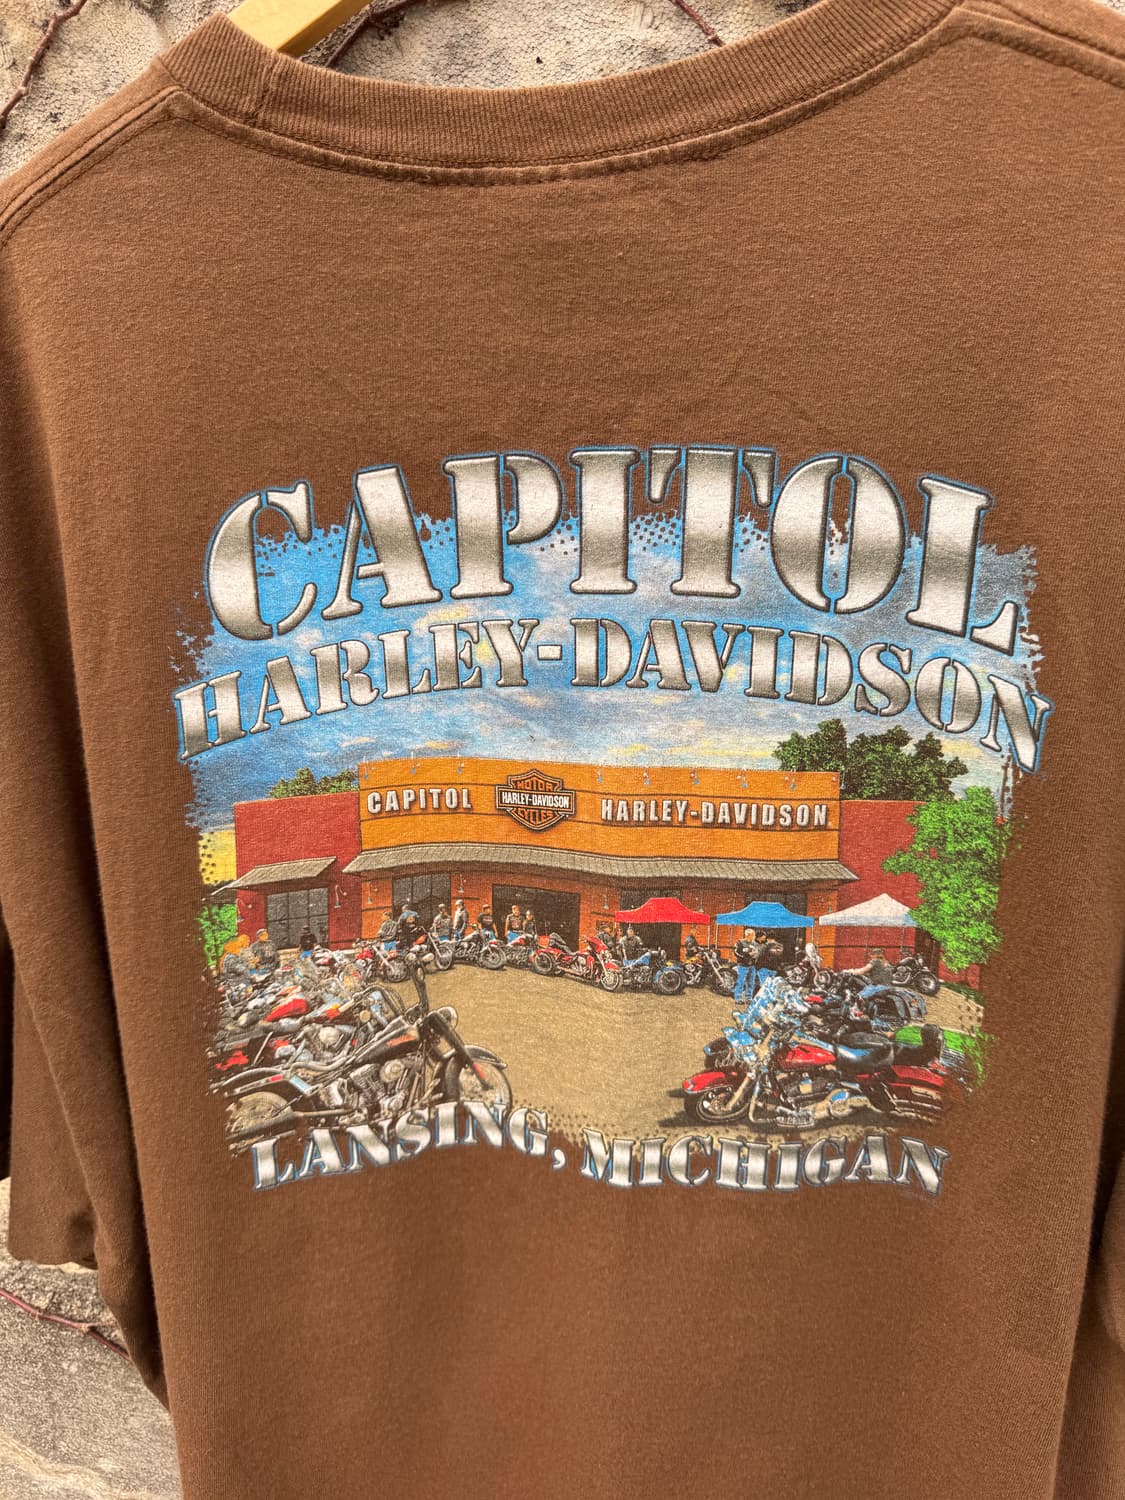 CAPITOL
HARLEY-DAVIDSON
CAPITOL
MOTOR
HARLEY-DAVIDSON
CYCLES
HARLEY-DAVIDSON
LANSING, MICHIGAN